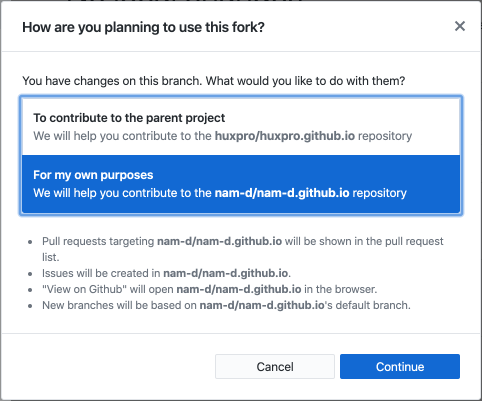 How are you planning to use this fork?
You have changes on this branch. What would you like to do with them?
To contribute to the parent project
We will help you contribute to the huxpro/huxpro.github.io repository
For my own purposes
We will help you contribute to the nam-d/nam-d.github.io repository
• Pull requests targeting nam-d/nam-d.github.io will be shown in the pull request
list.
• Issues will be created in nam-d/nam-d.github.io.
• "View on Github" will open nam-d/nam-d.github.io in the browser.
• New branches will be based on nam-d/nam-d.github.io's default branch.
Cancel
Continue